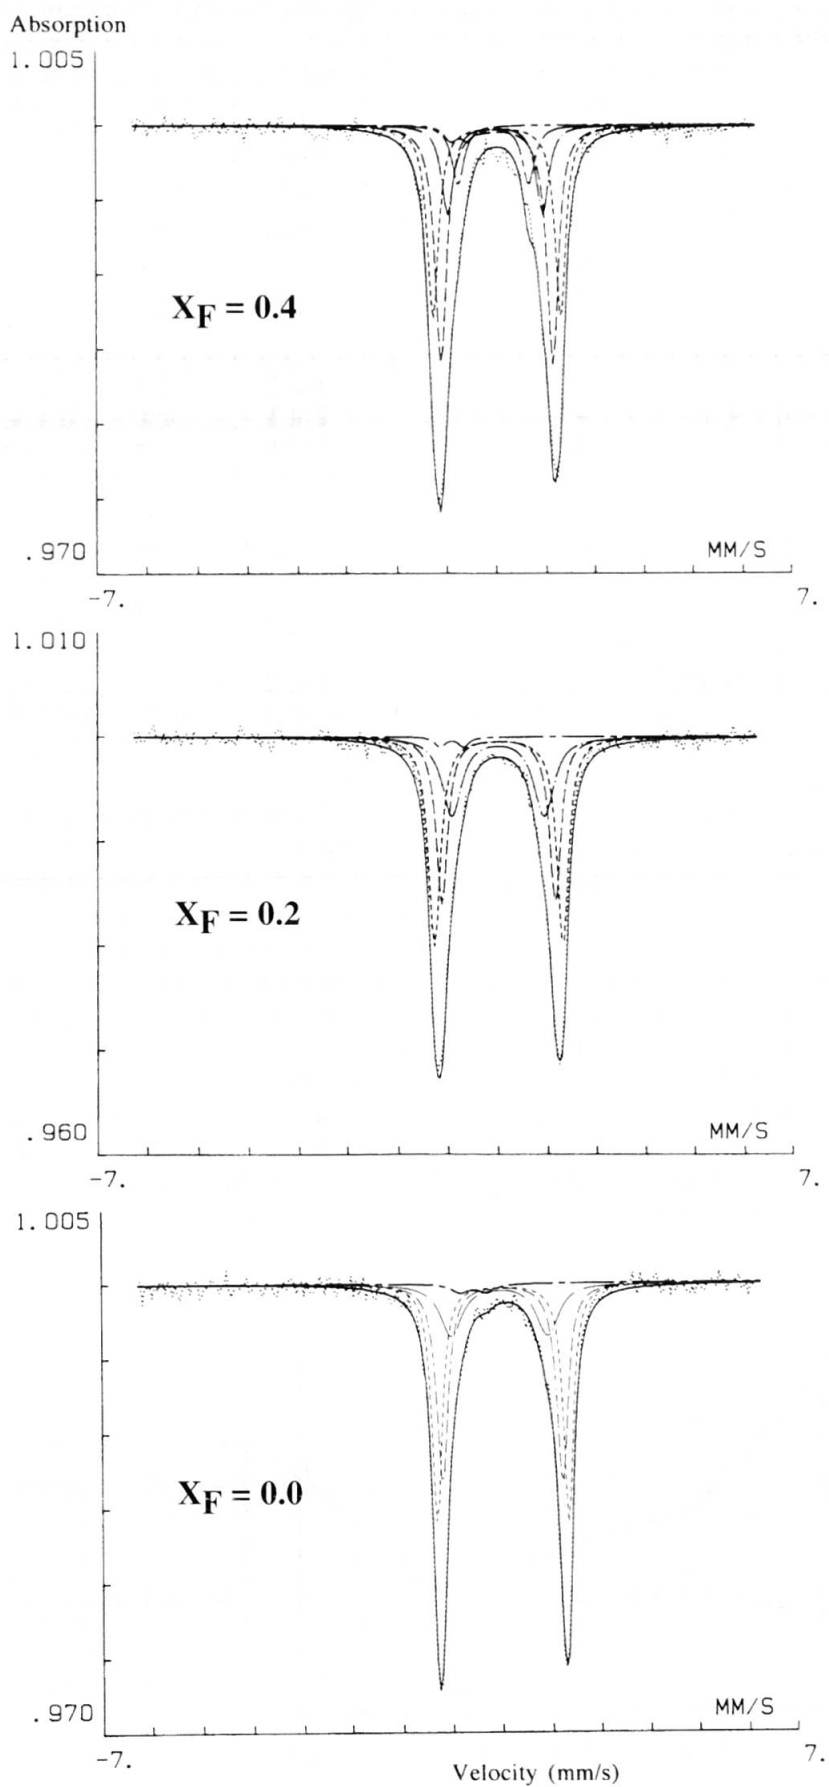 Absorption
1.005
X_F = 0.4
.970
MM/S
-7.
7.
1.010
X_F = 0.2
.960
MM/S
-7.
7.
1.005
X_F = 0.0
.970
MM/S
-7.
7.
Velocity (mm/s)